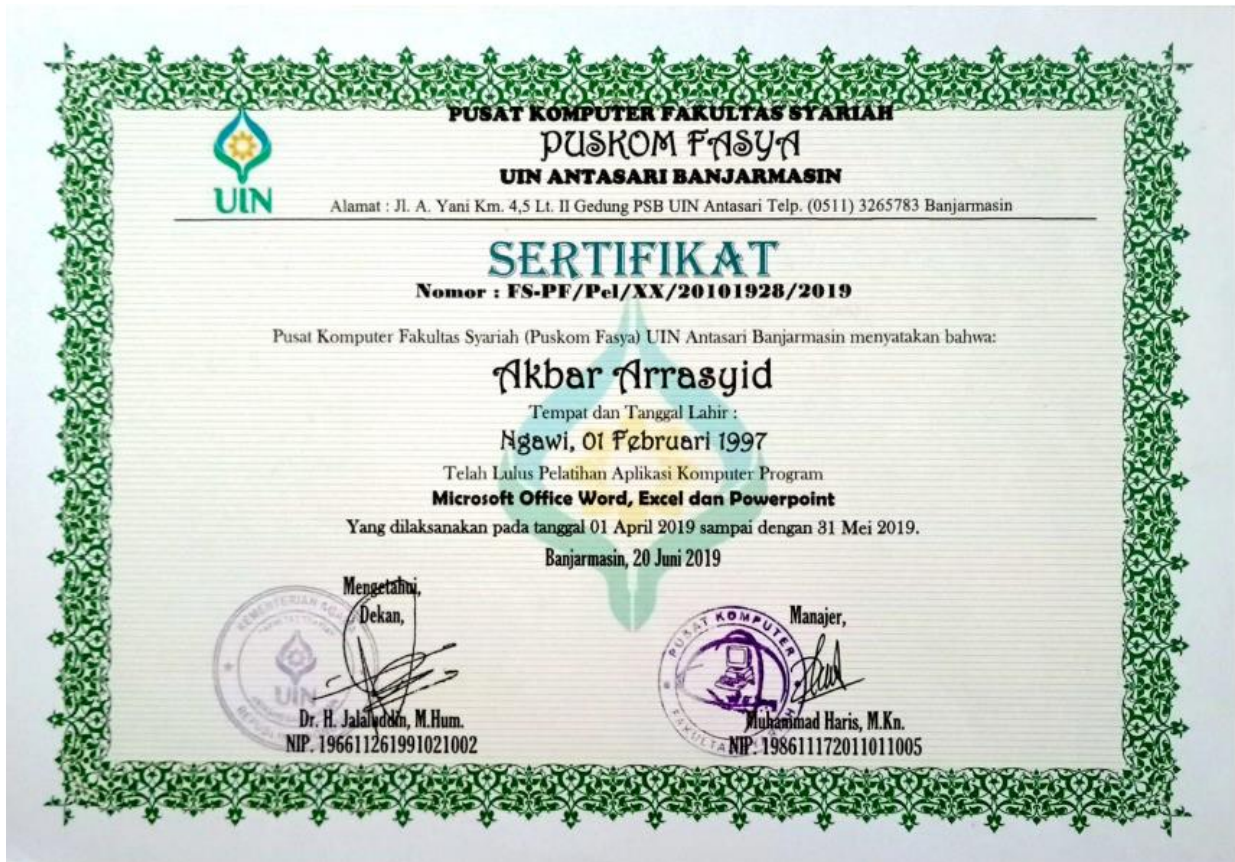 PUSAT KOMPUTER FAKULTAS SYARIAH
PUSKOM FASYA
UIN ANTASARI BANJARMASIN
UIN
Alamat : Jl. A. Yani Km. 4,5 Lt. II Gedung PSB UIN Antasari Telp. (0511) 3265783 Banjarmasin
SERTIFIKAT
Nomor : FS-PF/Pel/XX/20101928/2019
Pusat Komputer Fakultas Syariah (Puskom Fasya) UIN Antasari Banjarmasin menyatakan bahwa:
Akbar Arrasyid
Tempat dan Tanggal Lahir :
Ngawi, 01 Februari 1997
Telah Lulus Pelatihan Aplikasi Komputer Program
Microsoft Office Word, Excel dan Powerpoint
Yang dilaksanakan pada tanggal 01 April 2019 sampai dengan 31 Mei 2019.
Banjarmasin, 20 Juni 2019
Mengetahui,
Dekan,
KEMENTERIAN
UIN
Dr. H. Jalaluddin, M.Hum.
NIP. 196611261991021002
Manajer,
PUSAT KOMPUTER
FAKULTAS
Muhammad Haris, M.Kn.
NIP. 198611172011011005